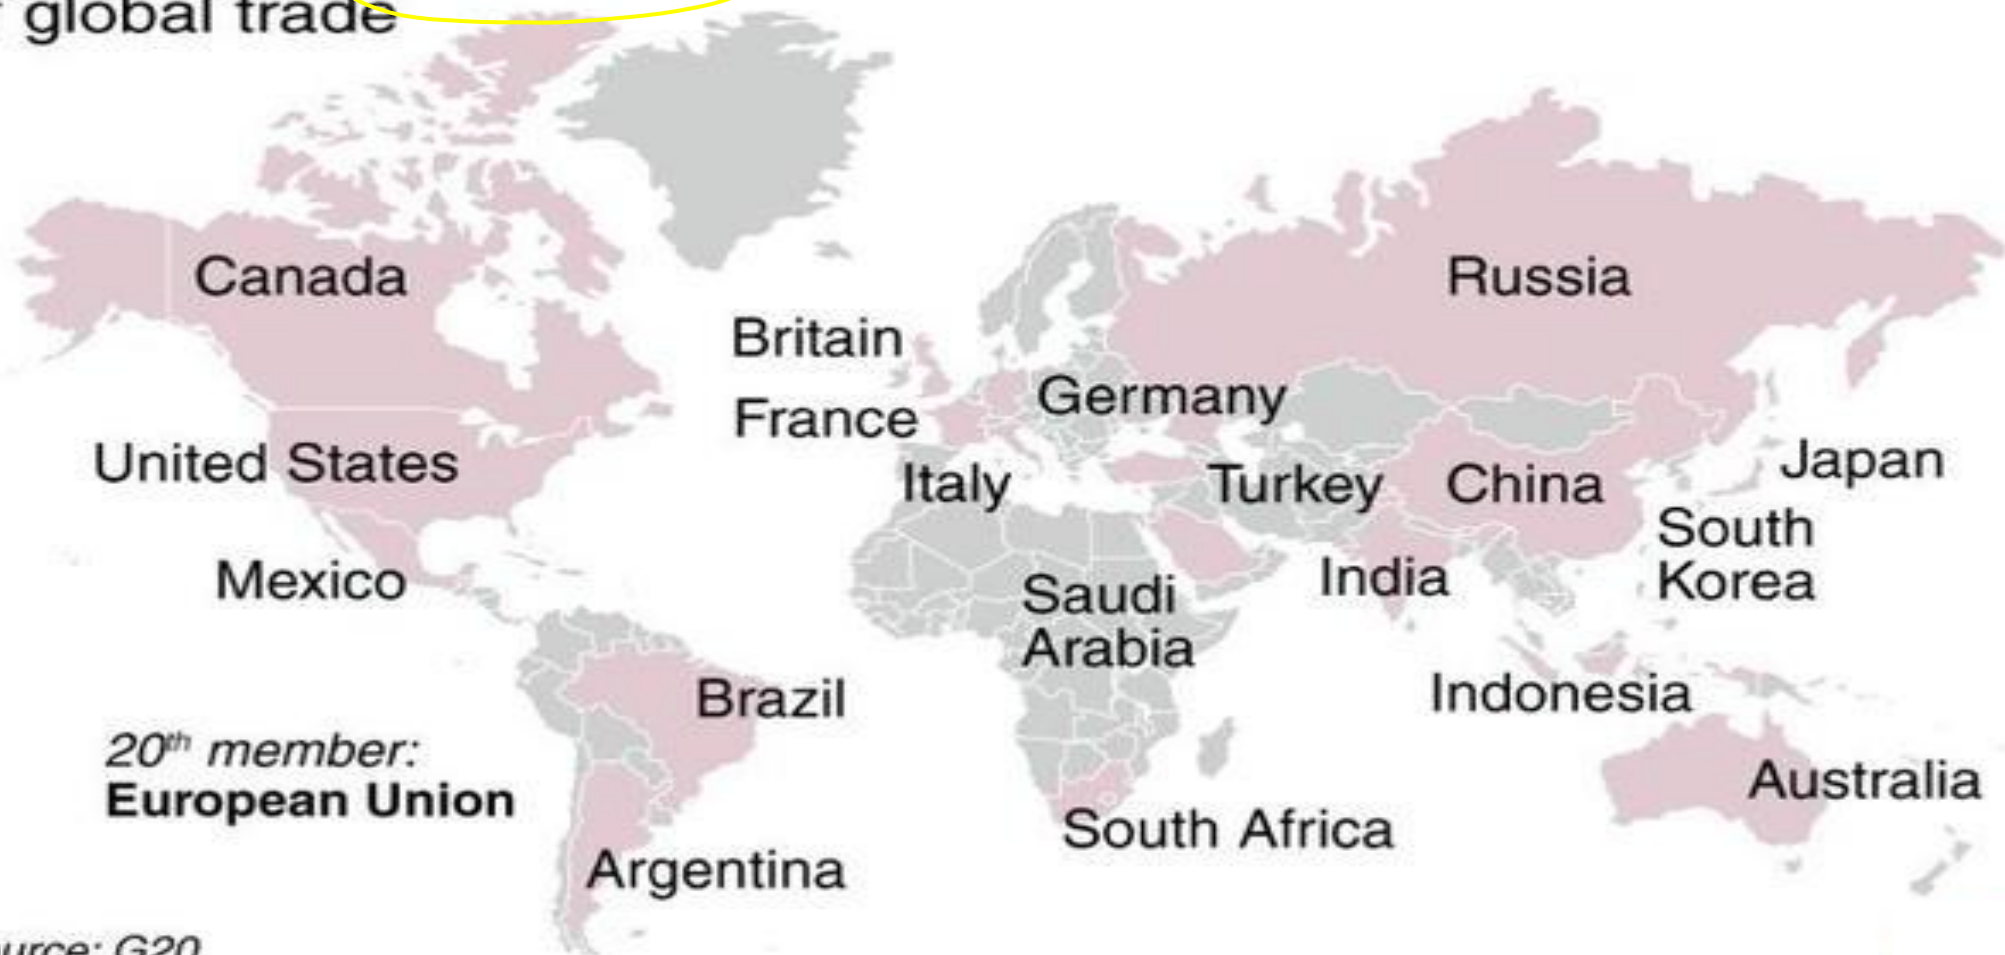 global trade
Canada
Russia
Britain
Germany
France
United States
Japan
Italy
Turkey
China
South
Korea
Mexico
India
Saudi
Arabia
Brazil
Indonesia
20th member:
European Union
Australia
South Africa
Argentina
G20